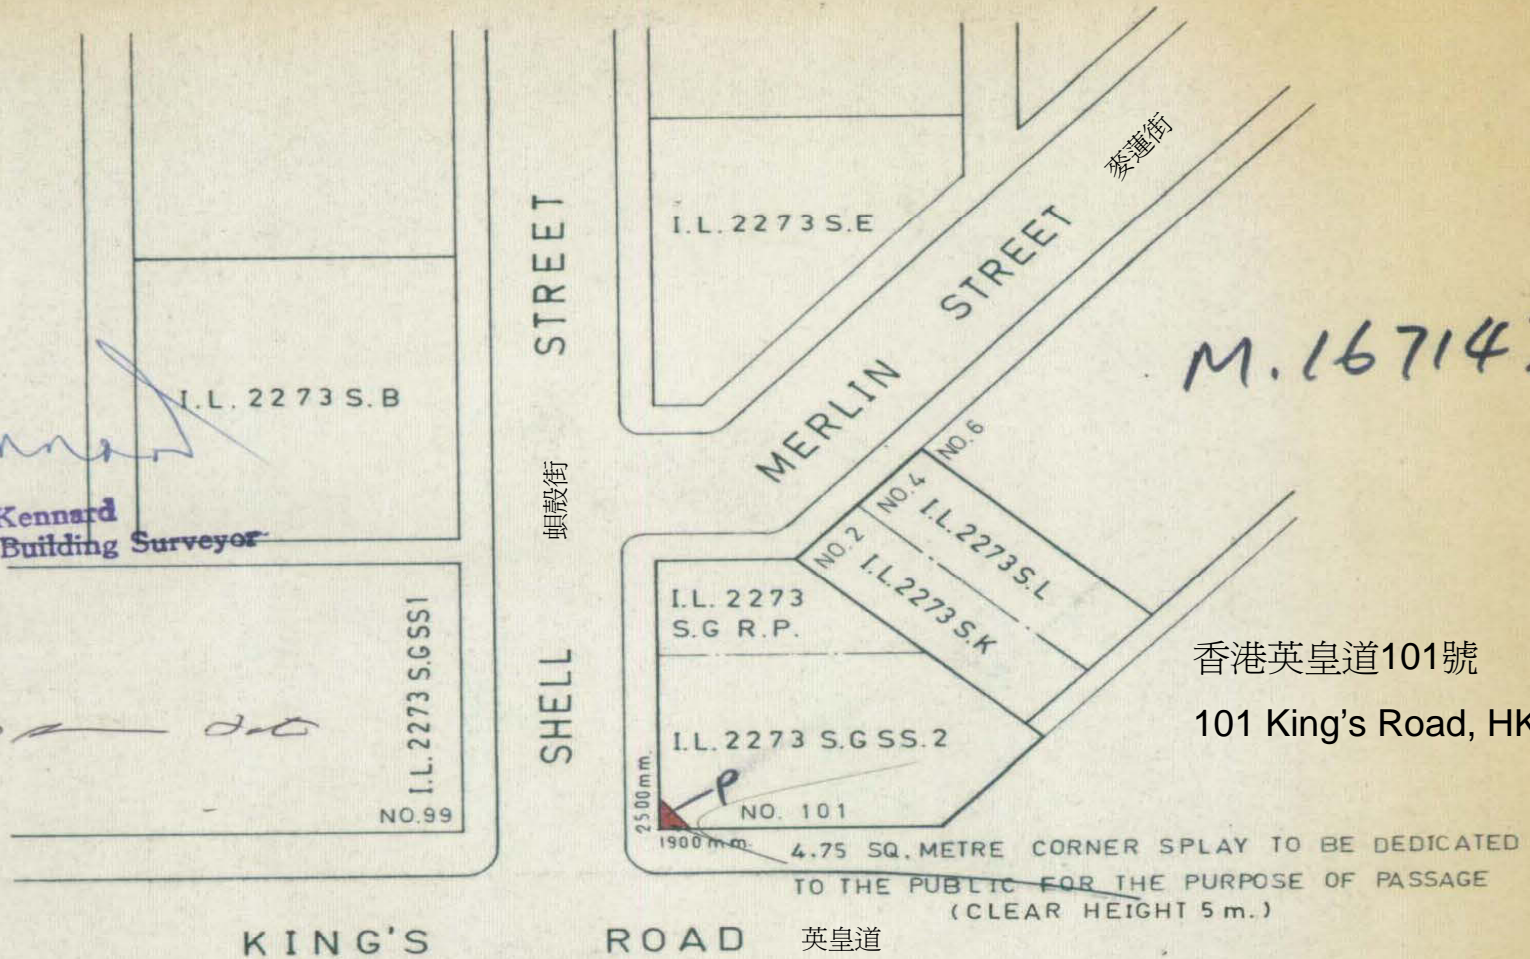 I.L. 2273 S.E
麥蓮街
STREET
MERLIN
M. 16714
I.L. 2273 S.B
SHELL STREET
蜆殼街
Kennard
Building Surveyor
NO. 6
NO. 4 I.L. 2273 S.L
NO. 2 I.L. 2273 S.K
I.L. 2273
S.G R.P.
I.L. 2273 S.G SS1
NO. 99
香港英皇道101號
101 King's Road, HK
I.L. 2273 S.G SS.2
P
NO. 101
2500mm.
1900mm.
4.75 SQ. METRE CORNER SPLAY TO BE DEDICATED
TO THE PUBLIC FOR THE PURPOSE OF PASSAGE
(CLEAR HEIGHT 5 m.)
KING'S ROAD 英皇道